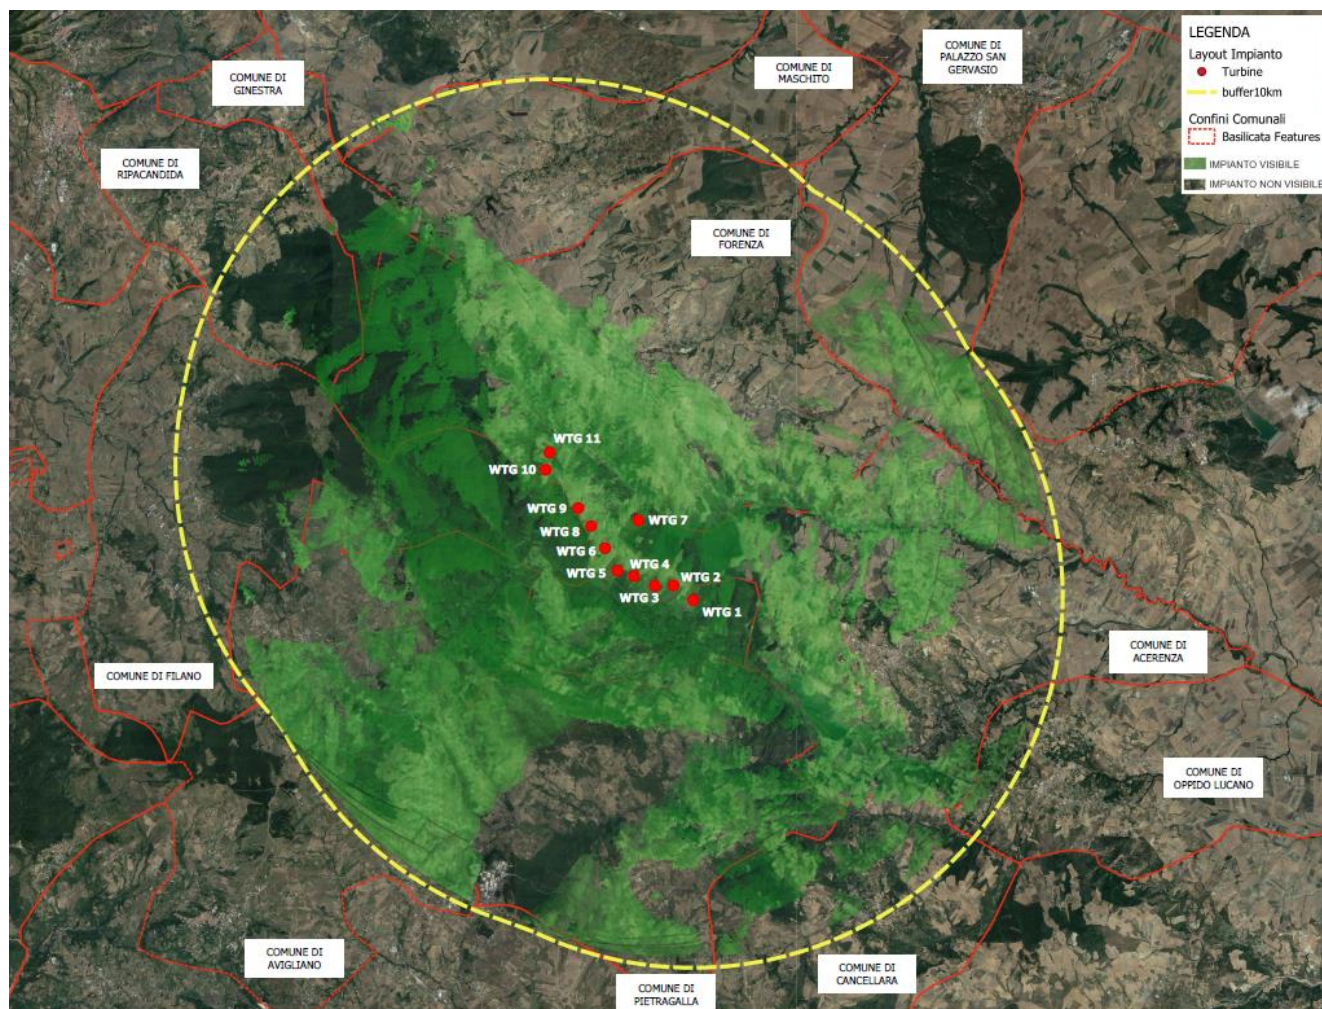 LEGENDA
Layout Impianto
Turbine
buffer10km
Confini Comunali
Basilicata Features
IMPIANTO VISIBILE
IMPIANTO NON VISIBILE
COMUNE DI
PALAZZO SAN
GERVASIO
COMUNE DI
MASCHITO
COMUNE DI
GINESTRA
COMUNE DI
RIPACANDIDA
COMUNE DI
FORENZA
WTG 11
WTG 10
WTG 9
WTG 7
WTG 8
WTG 6
WTG 4
WTG 5
WTG 2
WTG 3
WTG 1
COMUNE DI
ACERENZA
COMUNE DI FILANO
COMUNE DI
OPPIDO LUCANO
COMUNE DI
AVIGLIANO
COMUNE DI
CANCELLARA
COMUNE DI
PIETRAGALLA